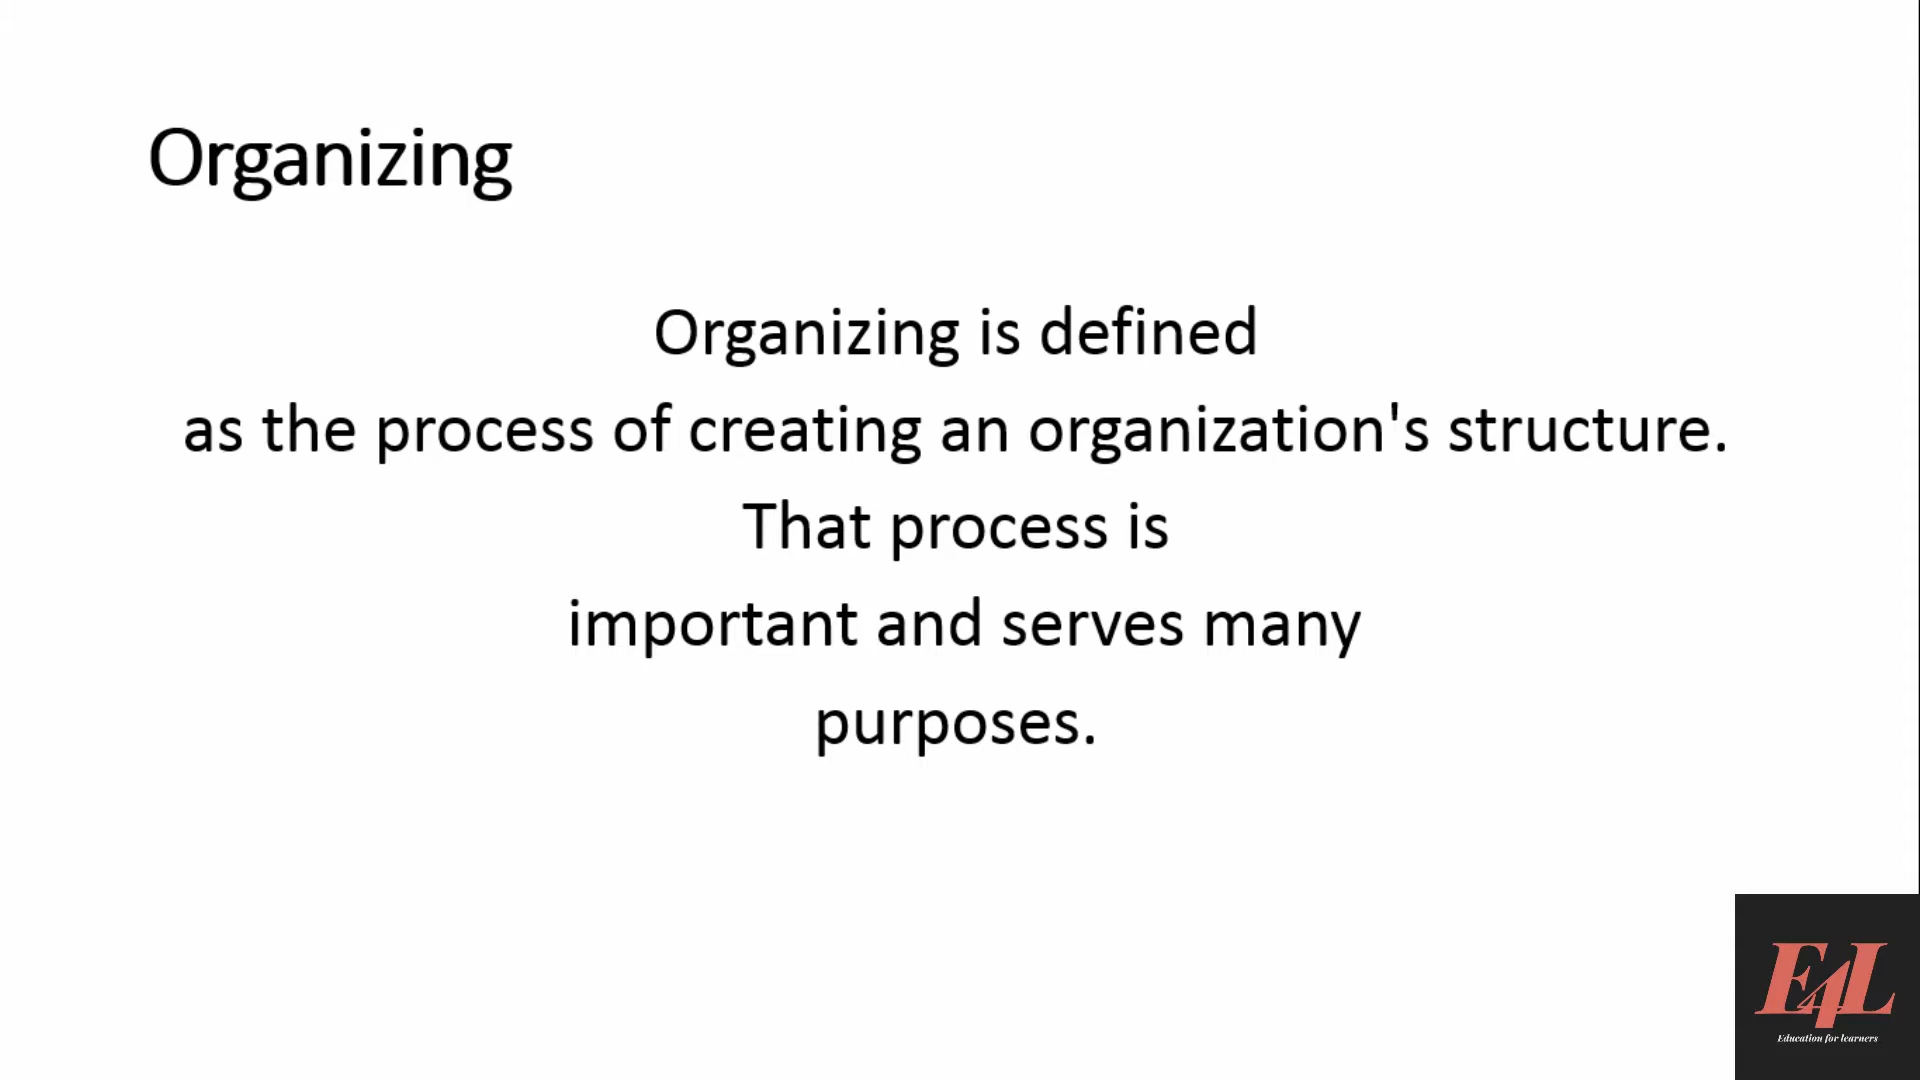 Organizing
Organizing is defined
as the process of creating an organization's structure.
That process is
important and serves many
purposes.
E4L
Education for learners